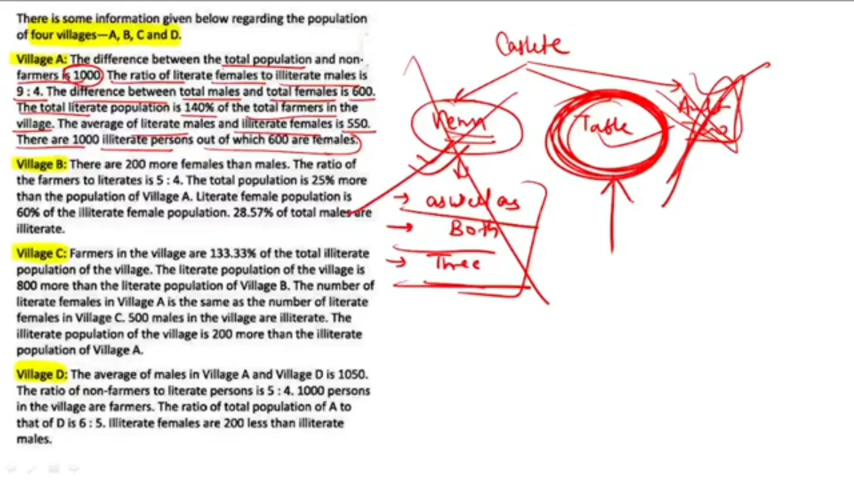 There is some information given below regarding the population
of four villages—A, B, C and D.
Village A: The difference between the total population and non-
farmers is 1000. The ratio of literate females to illiterate males is
9 : 4. The difference between total males and total females is 600.
The total literate population is 140% of the total farmers in the
village. The average of literate males and illiterate females is 550.
There are 1000 illiterate persons out of which 600 are females.
Village B: There are 200 more females than males. The ratio of
the farmers to literates is 5 : 4. The total population is 25% more
than the population of Village A. Literate female population is
60% of the illiterate female population. 28.57% of total males are
illiterate.
Village C: Farmers in the village are 133.33% of the total illiterate
population of the village. The literate population of the village is
800 more than the literate population of Village B. The number of
literate females in Village A is the same as the number of literate
females in Village C. 500 males in the village are illiterate. The
illiterate population of the village is 200 more than the illiterate
population of Village A.
Village D: The average of males in Village A and Village D is 1050.
The ratio of non-farmers to literate persons is 5 : 4. 1000 persons
in the village are farmers. The ratio of total population of A to
that of D is 6 : 5. Illiterate females are 200 less than illiterate
males.
Venn
Table
as well as
Both
Three